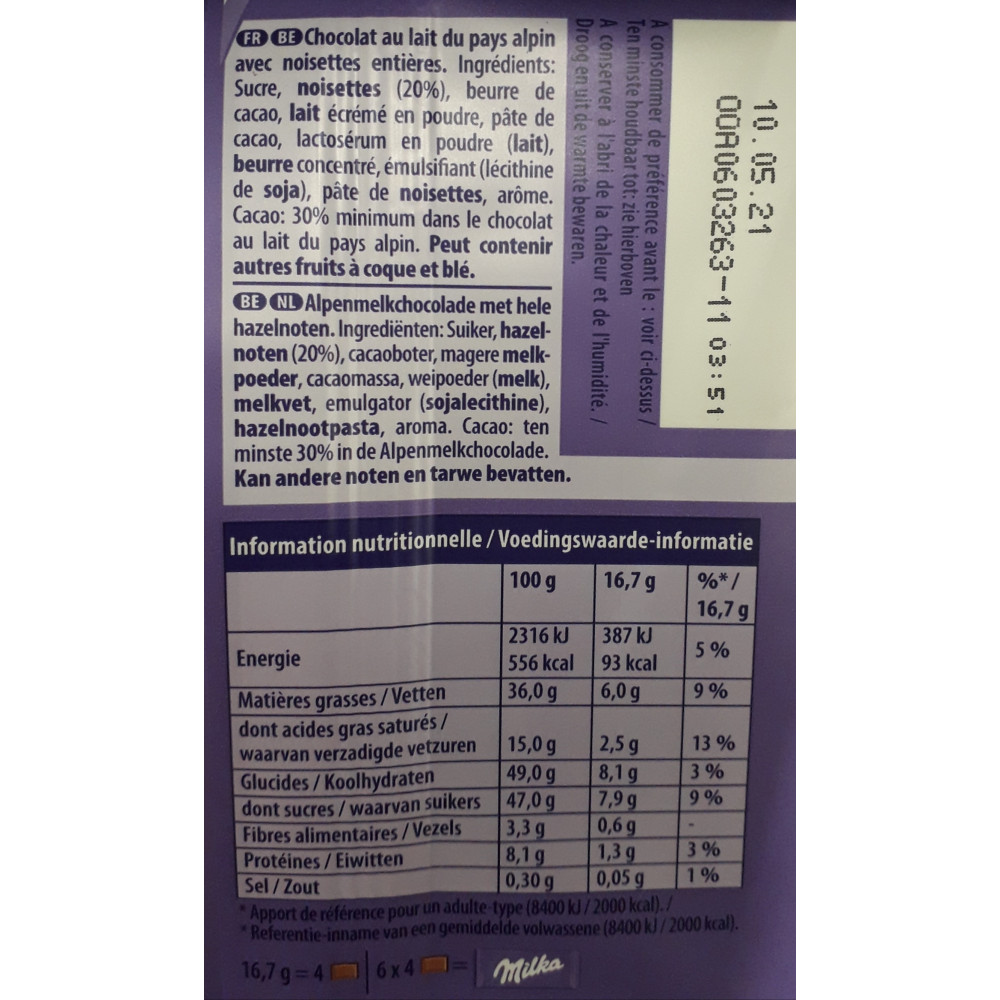 FR BE Chocolat au lait du pays alpin
avec noisettes entières. Ingrédients:
Sucre, noisettes (20%), beurre de
cacao, lait écrémé en poudre, pâte de
cacao, lactosérum en poudre (lait),
beurre concentré, émulsifiant (lécithine
de soja), pâte de noisettes, arôme.
Cacao: 30% minimum dans le chocolat
au lait du pays alpin. Peut contenir
autres fruits à coque et blé.
BE NL Alpenmelkchocolade met hele
hazelnoten. Ingrediënten: Suiker, hazel-
noten (20%), cacaoboter, magere melk-
poeder, cacaomassa, weipoeder (melk),
melkvet, emulgator (sojalecithine),
hazelnootpasta, aroma. Cacao: ten
minste 30% in de Alpenmelkchocolade.
Kan andere noten en tarwe bevatten.
10.05.21
OOA0603263-11 03:51
A consommer de préférence avant le : voir ci-dessus /
Ten minste houdbaar tot: zie hierboven
A conserver à l'abri de la chaleur et de l'humidité. /
Droog en uit de warmte bewaren.
Information nutritionnelle / Voedingswaarde-informatie
100 g 16,7 g %* /
16,7 g
Energie 2316 kJ 387 kJ 5 %
556 kcal 93 kcal
Matières grasses / Vetten 36,0 g 6,0 g 9 %
dont acides gras saturés /
waarvan verzadigde vetzuren 15,0 g 2,5 g 13 %
Glucides / Koolhydraten 49,0 g 8,1 g 3 %
dont sucres / waarvan suikers 47,0 g 7,9 g 9 %
Fibres alimentaires / Vezels 3,3 g 0,6 g -
Protéines / Eiwitten 8,1 g 1,3 g 3 %
Sel / Zout 0,30 g 0,05 g 1 %
* Apport de référence pour un adulte-type (8400 kJ / 2000 kcal). /
* Referentie-inname van een gemiddelde volwassene (8400 kJ / 2000 kcal).
16,7 g = 4 6 x 4 = Milka